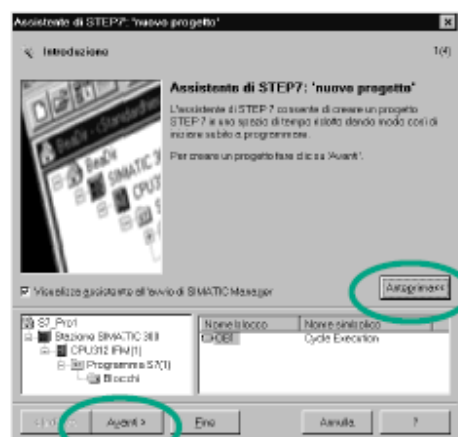 Assistente di STEP7: 'nuovo progetto'
Introduzione
1(4)
Assistente di STEP7: 'nuovo progetto'
L'assistente di STEP 7 consente di creare un progetto
STEP 7 in uno spazio di tempo ridotto dando modo così di
iniziare subito a programmare.
Per creare un progetto fare clic su 'Avanti'.
Visualizza assistente all'avvio di SIMATIC Manager
Anteprima<<
S7_Pro1
Stazione SIMATIC 300
CPU312 IFM(1)
Programma S7(1)
Blocchi
Nome blocco
Nome simbolico
OB1
Cycle Execution
Avanti >
Fine
Annulla
?